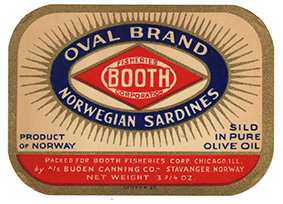 OVAL BRAND
FISHERIES
BOOTH
CORPORATION
NORWEGIAN SARDINES
PRODUCT
OF NORWAY
SILD
IN PURE
OLIVE OIL
PACKED FOR BOOTH FISHERIES CORP. CHICAGO, ILL.
by A/S BUÖEN CANNING CO.- STAVANGER, NORWAY
NET WEIGHT 3 3/4 OZ